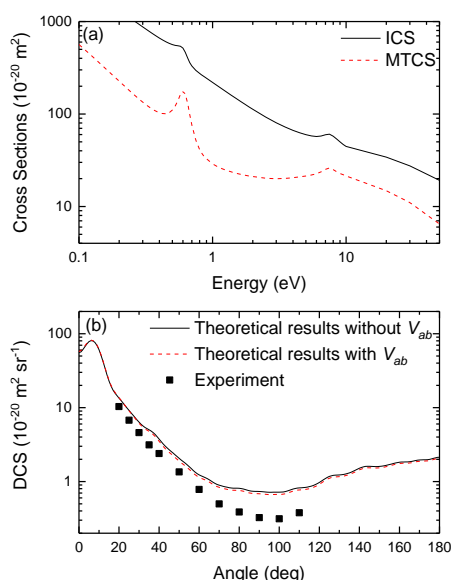 (a)
ICS
MTCS
1000
100
10
Cross Sections (10⁻²⁰ m²)
0.1 1 10
Energy (eV)
(b)
Theoretical results without V_ab
Theoretical results with V_ab
Experiment
100
10
1
DCS (10⁻²⁰ m² sr⁻¹)
0 20 40 60 80 100 120 140 160 180
Angle (deg)